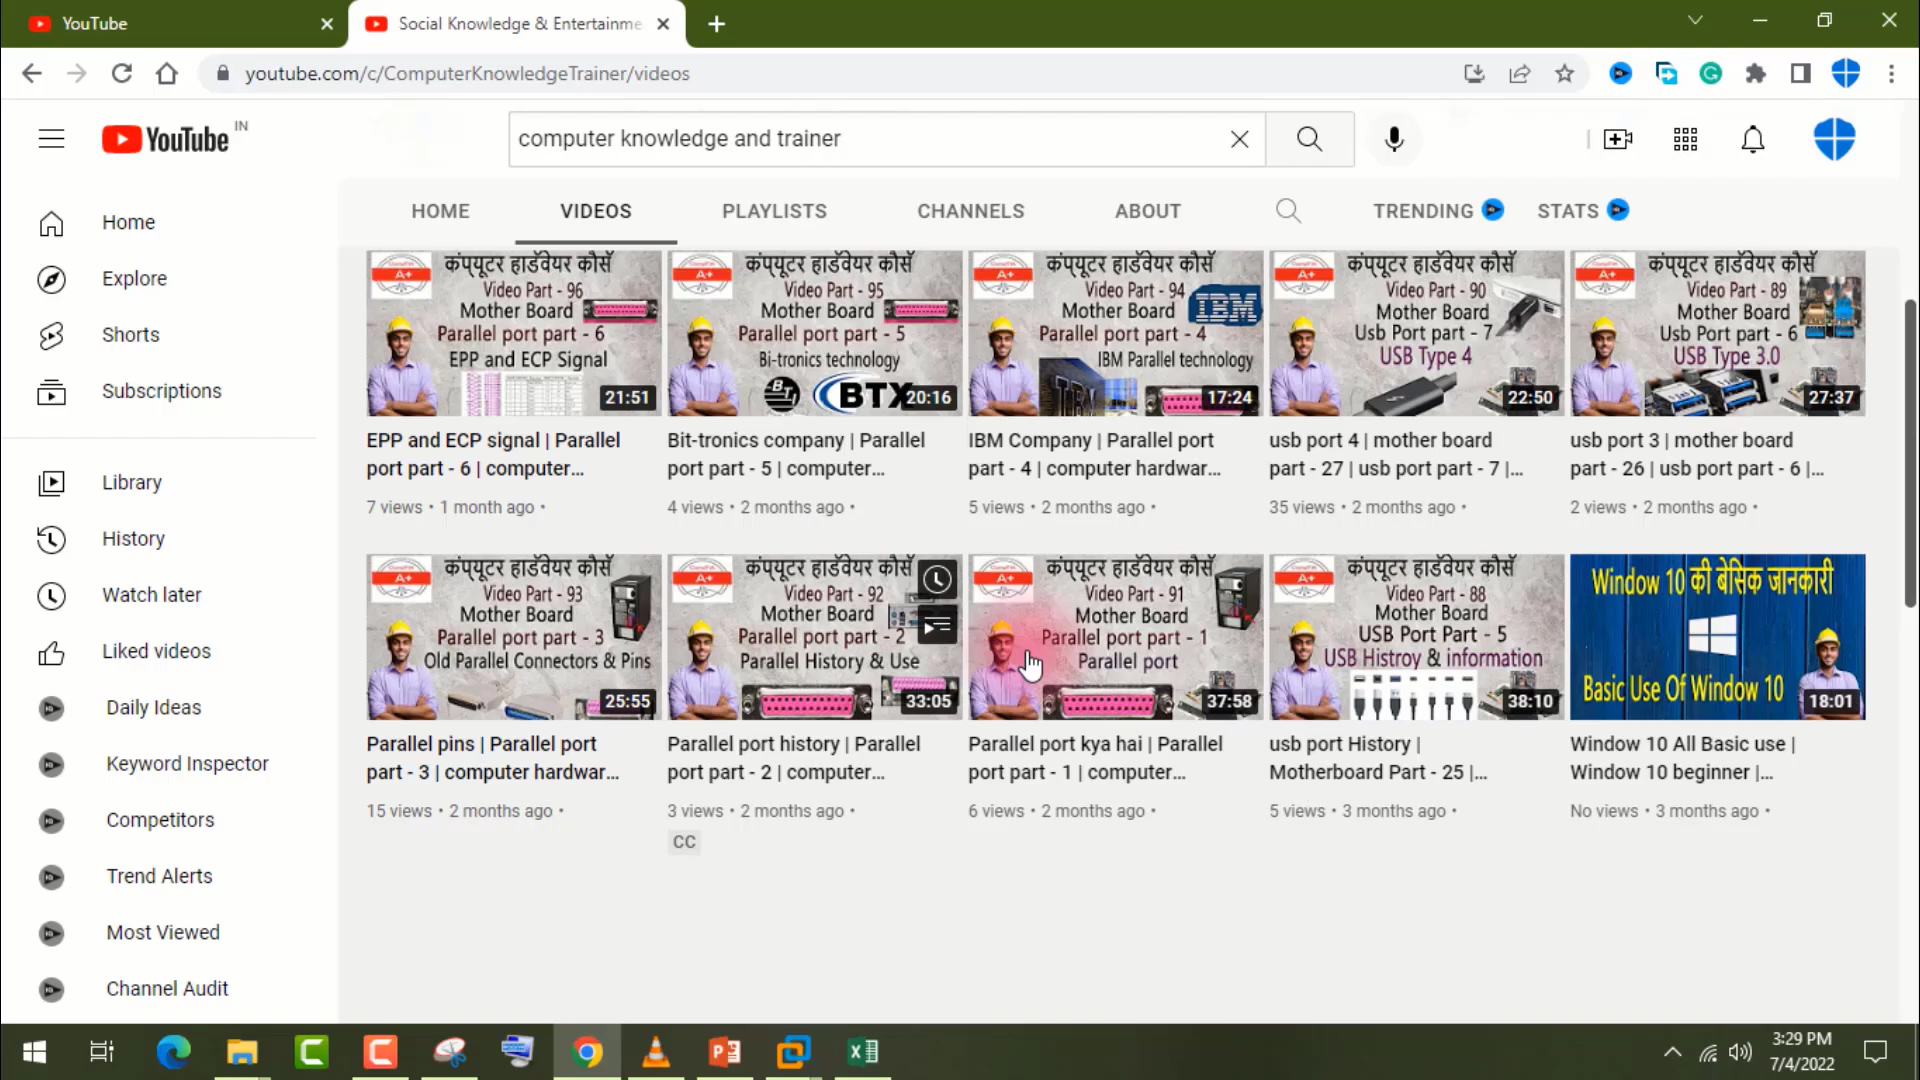 YouTube
Social Knowledge & Entertainme
youtube.com/c/ComputerKnowledgeTrainer/videos
YouTube IN
computer knowledge and trainer
HOME
VIDEOS
PLAYLISTS
CHANNELS
ABOUT
TRENDING
STATS
Home
Explore
Shorts
Subscriptions
Library
History
Watch later
Liked videos
Daily Ideas
Keyword Inspector
Competitors
Trend Alerts
Most Viewed
Channel Audit
A+
कंप्यूटर हार्डवेयर कौर्स
Video Part - 96
Mother Board
Parallel port part - 6
EPP and ECP Signal
21:51
EPP and ECP signal | Parallel
port part - 6 | computer...
7 views • 1 month ago •
A+
कंप्यूटर हार्डवेयर कौर्स
Video Part - 95
Mother Board
Parallel port part - 5
Bi-tronics technology
BTX
20:16
Bit-tronics company | Parallel
port part - 5 | computer...
4 views • 2 months ago •
A+
कंप्यूटर हार्डवेयर कौर्स
Video Part - 94
Mother Board
IBM
Parallel port part - 4
IBM Parallel technology
17:24
IBM Company | Parallel port
part - 4 | computer hardwar...
5 views • 2 months ago •
A+
कंप्यूटर हार्डवेयर कौर्स
Video Part - 90
Mother Board
Usb Port part - 7
USB Type 4
22:50
usb port 4 | mother board
part - 27 | usb port part - 7 |...
35 views • 2 months ago •
A+
कंप्यूटर हार्डवेयर कौर्स
Video Part - 89
Mother Board
Usb Port part - 6
USB Type 3.0
27:37
usb port 3 | mother board
part - 26 | usb port part - 6 |...
2 views • 2 months ago •
A+
कंप्यूटर हार्डवेयर कौर्स
Video Part - 93
Mother Board
Parallel port part - 3
Old Parallel Connectors & Pins
25:55
Parallel pins | Parallel port
part - 3 | computer hardwar...
15 views • 2 months ago •
A+
कंप्यूटर हार्डवेयर कौर्स
Video Part - 92
Mother Board
Parallel port part - 2
Parallel History & Use
33:05
Parallel port history | Parallel
port part - 2 | computer...
3 views • 2 months ago •
CC
A+
कंप्यूटर हार्डवेयर कौर्स
Video Part - 91
Mother Board
Parallel port part - 1
Parallel port
37:58
Parallel port kya hai | Parallel
port part - 1 | computer...
6 views • 2 months ago •
A+
कंप्यूटर हार्डवेयर कौर्स
Video Part - 88
Mother Board
USB Port Part - 5
USB Histroy & information
38:10
usb port History |
Motherboard Part - 25 |...
5 views • 3 months ago •
Window 10 की बेसिक जानकारी
Basic Use Of Window 10
18:01
Window 10 All Basic use |
Window 10 beginner |...
No views • 3 months ago •
3:29 PM
7/4/2022